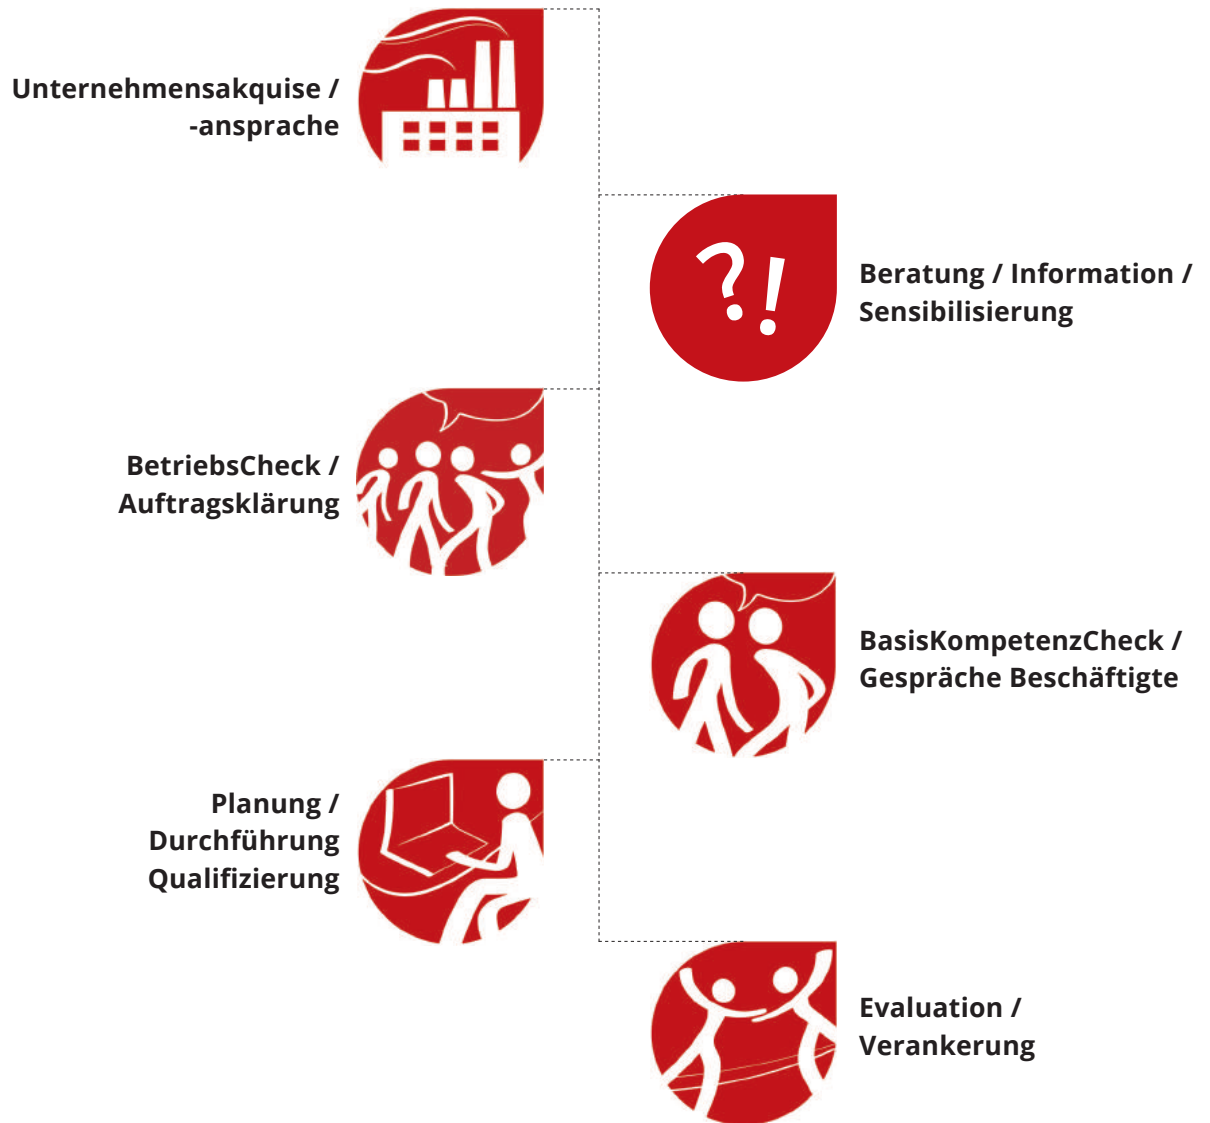 Unternehmensakquise /
-ansprache
?!
Beratung / Information /
Sensibilisierung
BetriebsCheck /
Auftragsklärung
BasisKompetenzCheck /
Gespräche Beschäftigte
Planung /
Durchführung
Qualifizierung
Evaluation /
Verankerung